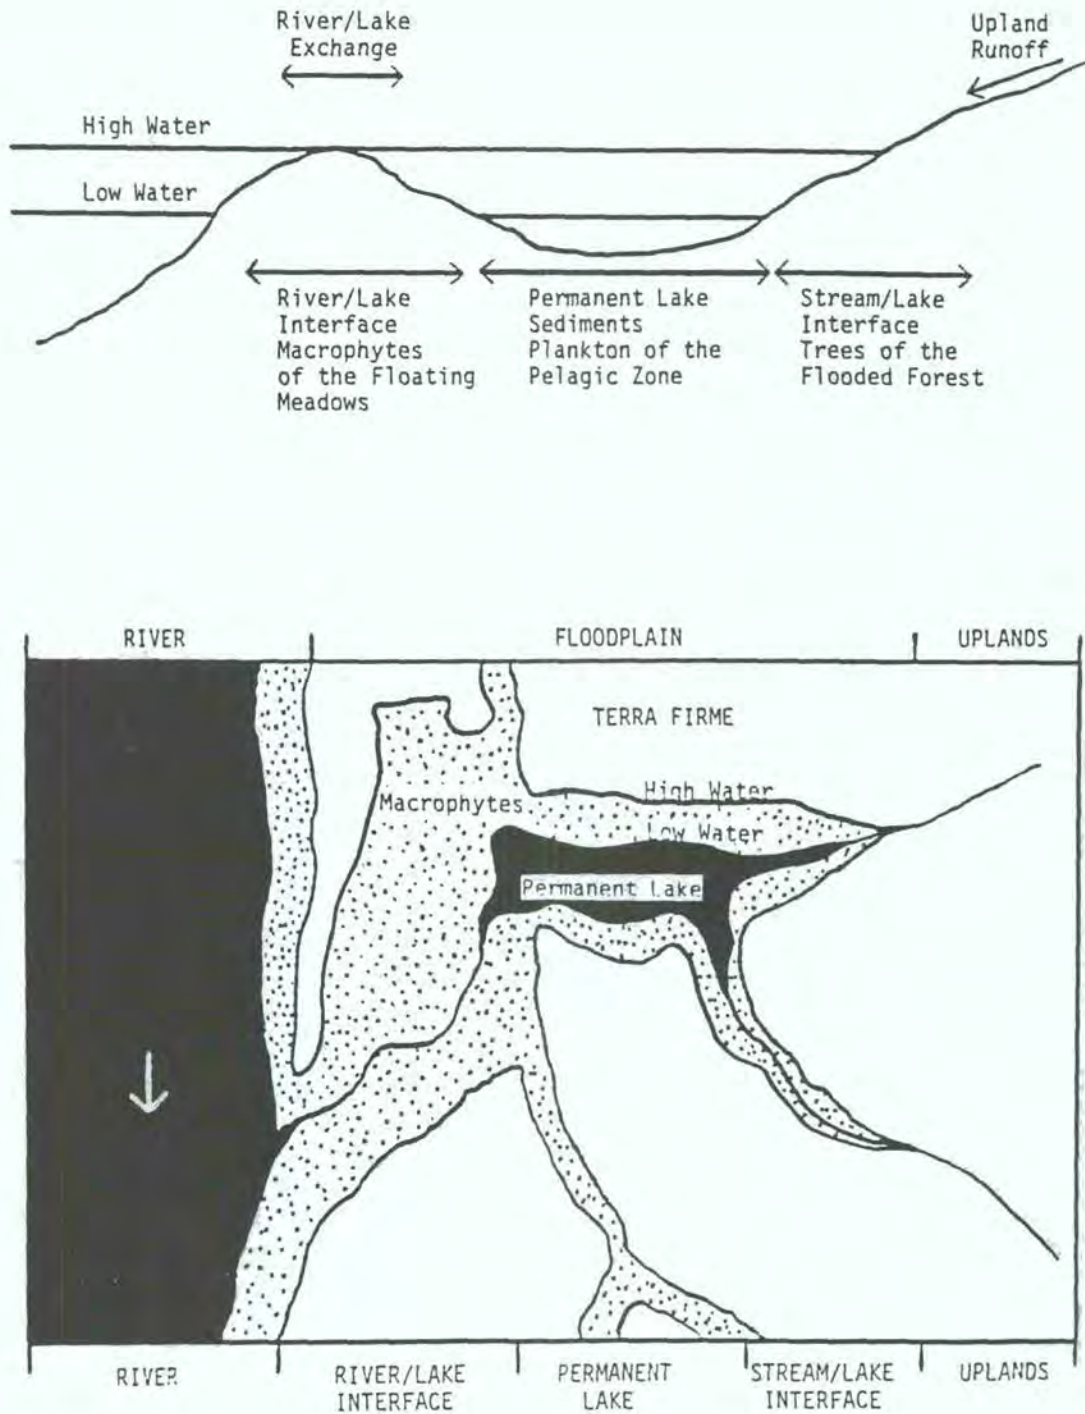 River/Lake
Exchange
Upland
Runoff
High Water
Low Water
River/Lake
Interface
Macrophytes
of the Floating
Meadows
Permanent Lake
Sediments
Plankton of the
Pelagic Zone
Stream/Lake
Interface
Trees of the
Flooded Forest
RIVER
FLOODPLAIN
UPLANDS
TERRA FIRME
High Water
Macrophytes
Low Water
Permanent Lake
RIVER
RIVER/LAKE
INTERFACE
PERMANENT
LAKE
STREAM/LAKE
INTERFACE
UPLANDS